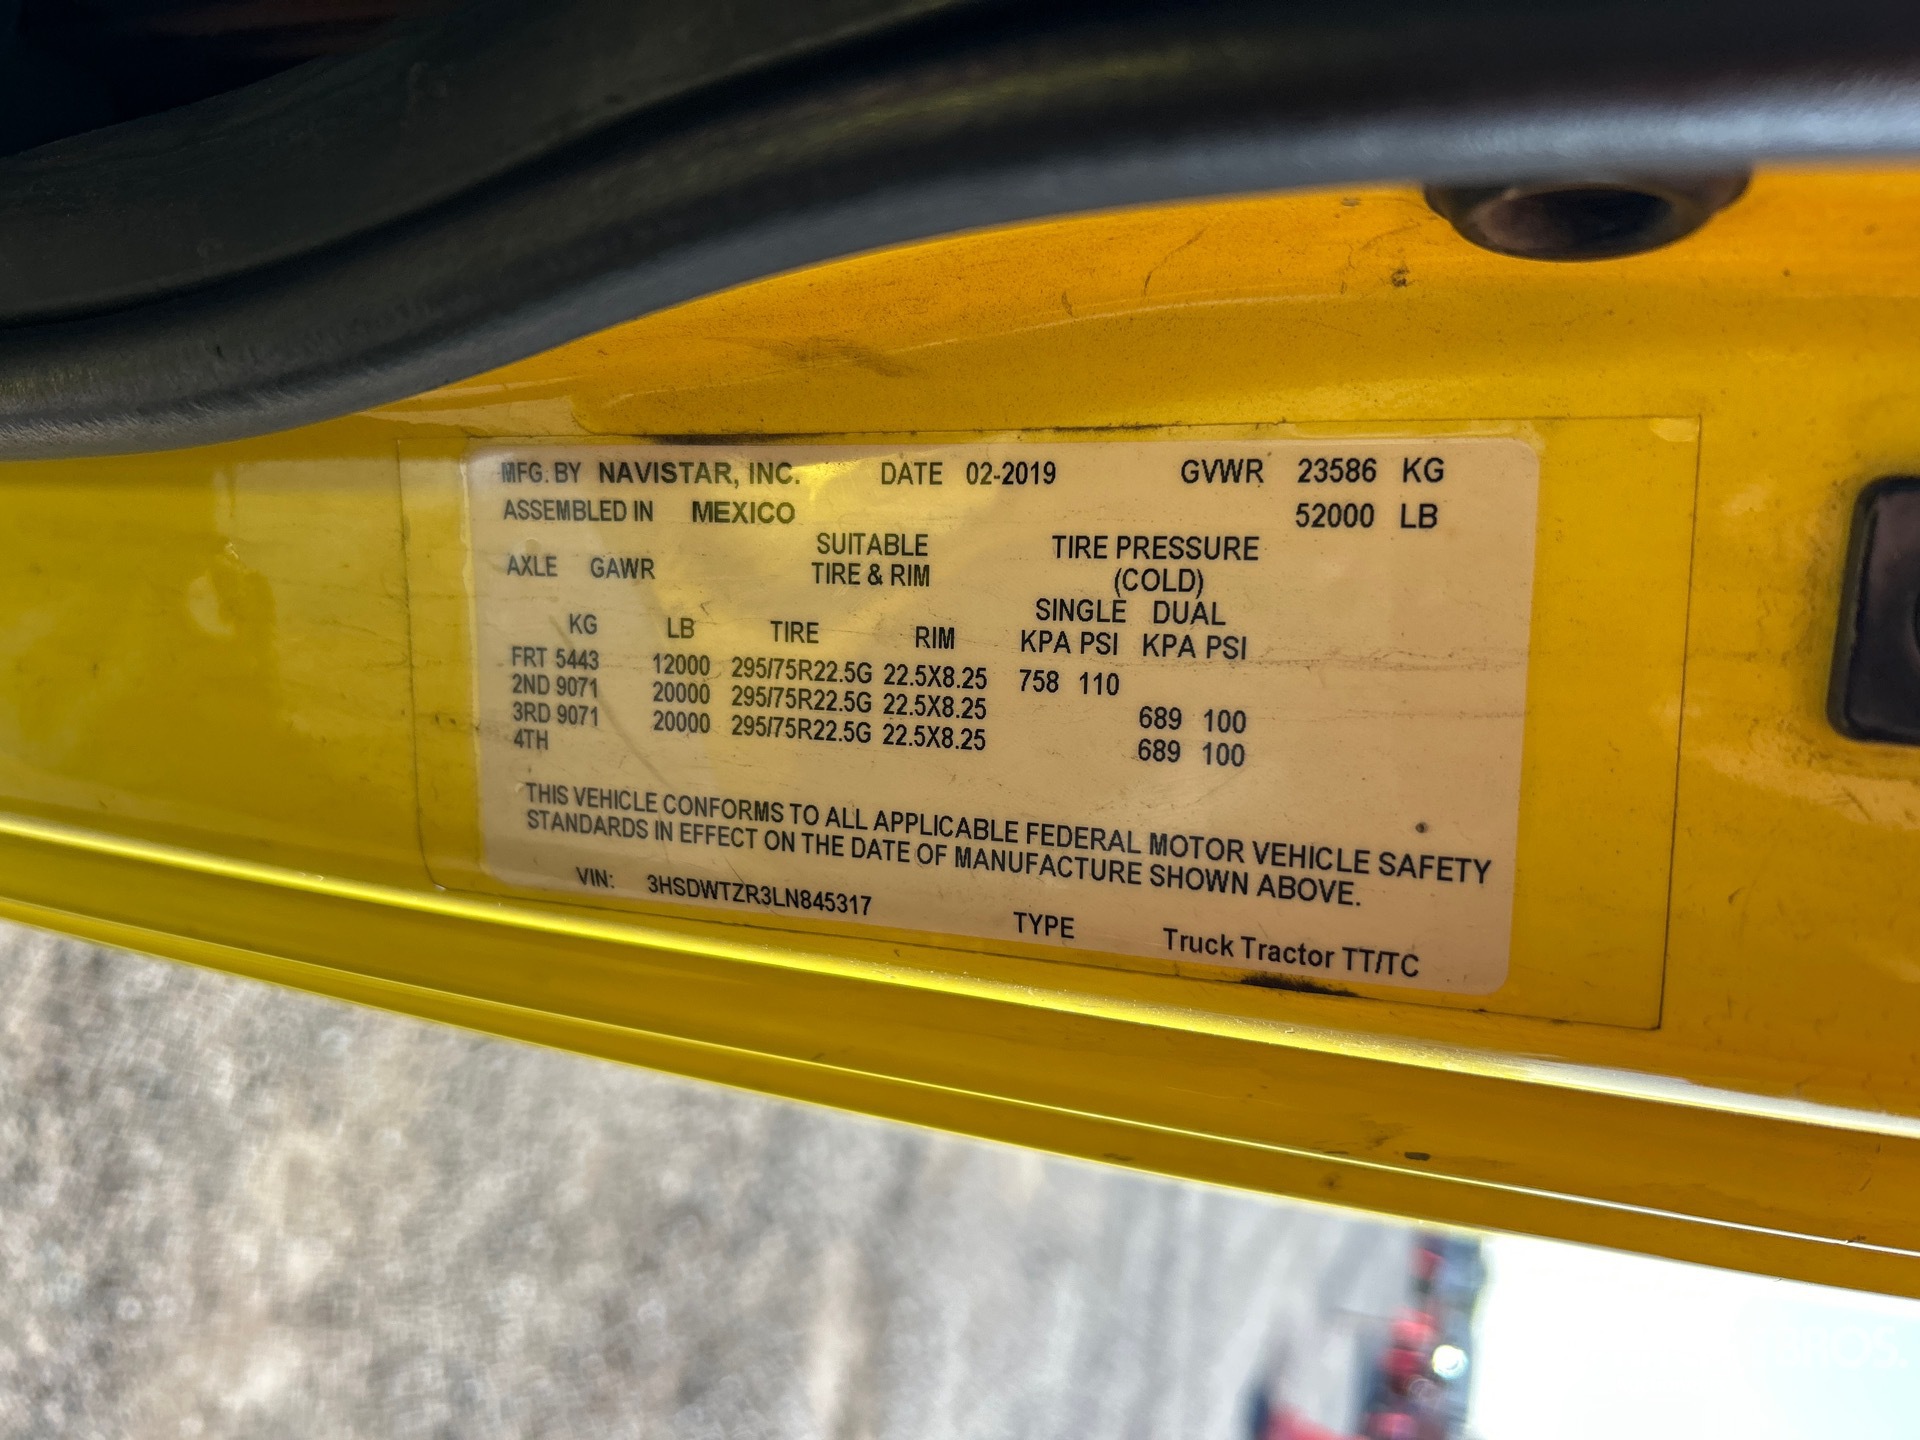 MFG. BY NAVISTAR, INC. DATE 02-2019 GVWR 23586 KG
ASSEMBLED IN MEXICO 52000 LB
AXLE GAWR SUITABLE TIRE PRESSURE
TIRE & RIM (COLD)
SINGLE DUAL
KG LB TIRE RIM KPA PSI KPA PSI
FRT 5443 12000 295/75R22.5G 22.5X8.25 758 110
2ND 9071 20000 295/75R22.5G 22.5X8.25 689 100
3RD 9071 20000 295/75R22.5G 22.5X8.25 689 100
4TH
THIS VEHICLE CONFORMS TO ALL APPLICABLE FEDERAL MOTOR VEHICLE SAFETY
STANDARDS IN EFFECT ON THE DATE OF MANUFACTURE SHOWN ABOVE.
VIN: 3HSDWTZR3LN845317 TYPE Truck Tractor TT/TC